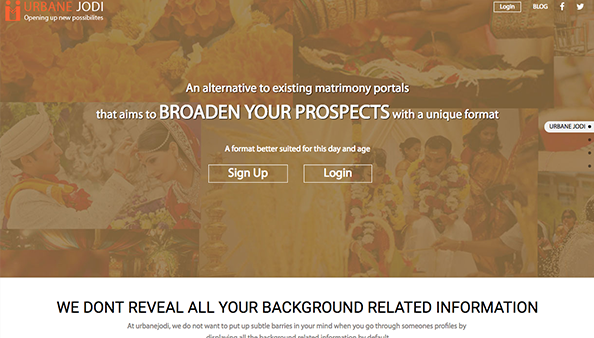 URBANE JODI
Opening up new possibilites
Login
BLOG
An alternative to existing matrimony portals
that aims to BROADEN YOUR PROSPECTS with a unique format
URBANE JODI
A format better suited for this day and age
Sign Up
Login
WE DONT REVEAL ALL YOUR BACKGROUND RELATED INFORMATION
At urbanejodi, we do not want to put up subtle barries in your mind when you go through someones profiles by
displaying all the background related information by default